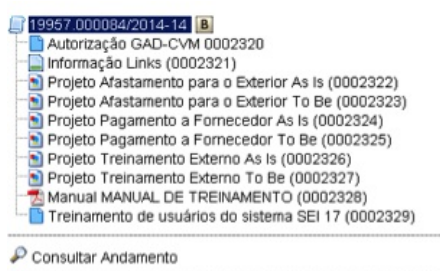 19957.000084/2014-14 B
Autorização GAD-CVM 0002320
Informação Links (0002321)
Projeto Afastamento para o Exterior As Is (0002322)
Projeto Afastamento para o Exterior To Be (0002323)
Projeto Pagamento a Fornecedor As Is (0002324)
Projeto Pagamento a Fornecedor To Be (0002325)
Projeto Treinamento Externo As Is (0002326)
Projeto Treinamento Externo To Be (0002327)
Manual MANUAL DE TREINAMENTO (0002328)
Treinamento de usuários do sistema SEI 17 (0002329)
Consultar Andamento